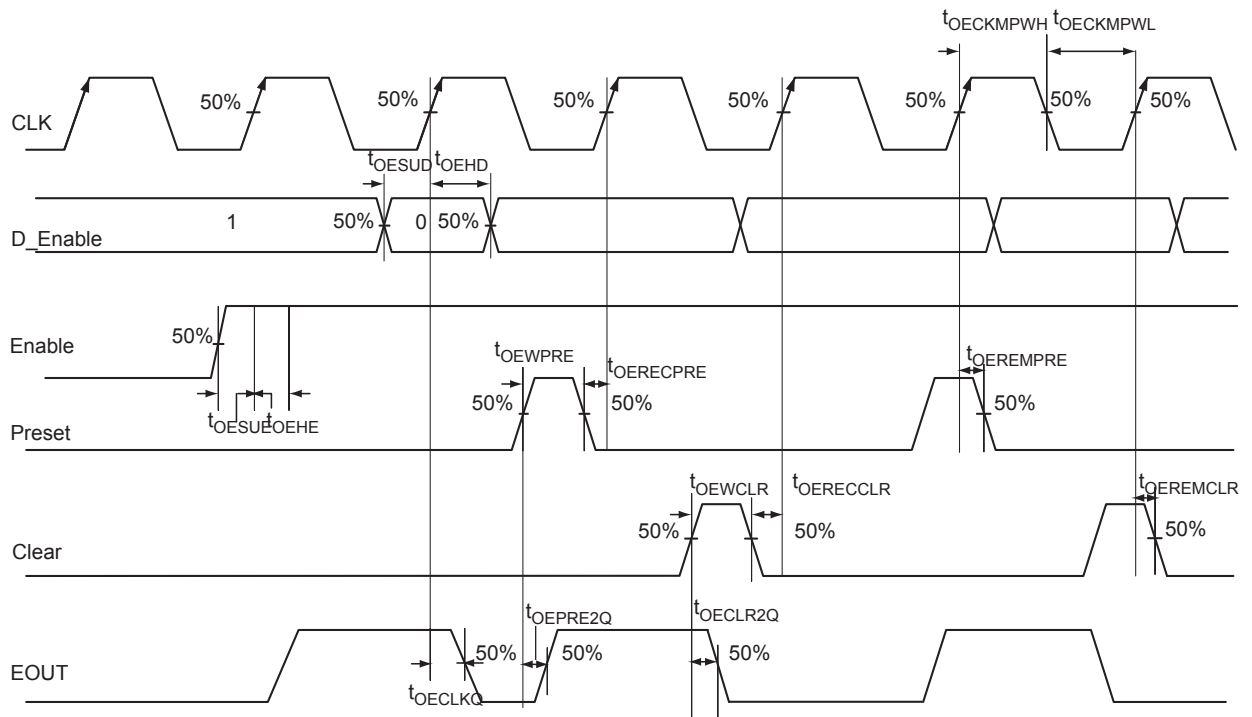 tOECKMPWH tOECKMPWL
50% 50% 50% 50% 50% 50% 50%
CLK
tOESUD tOEHD
1 50% 0 50%
D_Enable
50%
Enable
tOEWPRE tOERECPRE tOEREMPRE
50% 50% 50%
tOESUE tOEHE
Preset
tOEWCLR tOERECCLR tOEREMCLR
50% 50% 50%
Clear
tOEPRE2Q tOECLR2Q
50% 50% 50%
EOUT
tOECLKQ